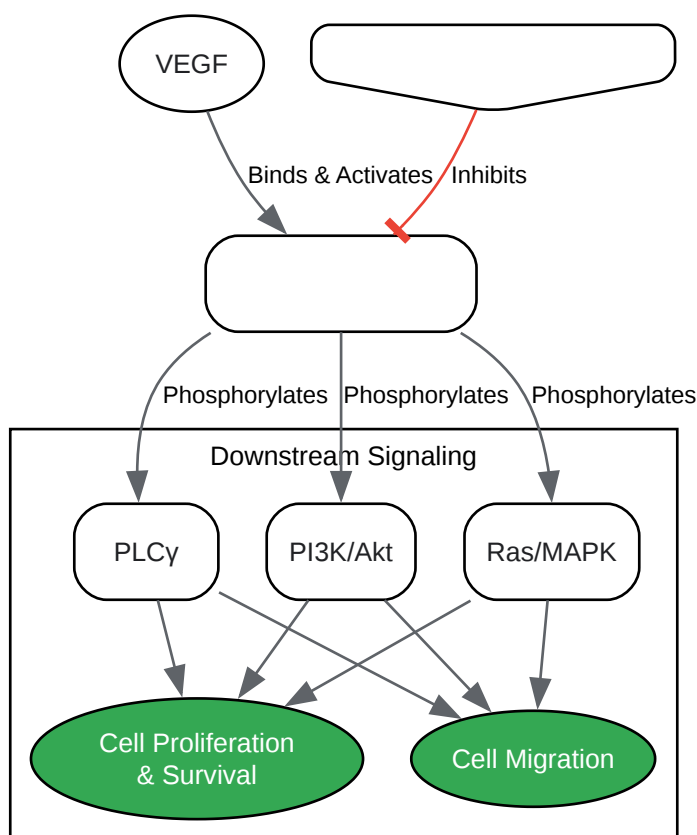 VEGF
Binds & Activates
Inhibits
Phosphorylates
Phosphorylates
Phosphorylates
Downstream Signaling
PLCγ
PI3K/Akt
Ras/MAPK
Cell Proliferation
& Survival
Cell Migration